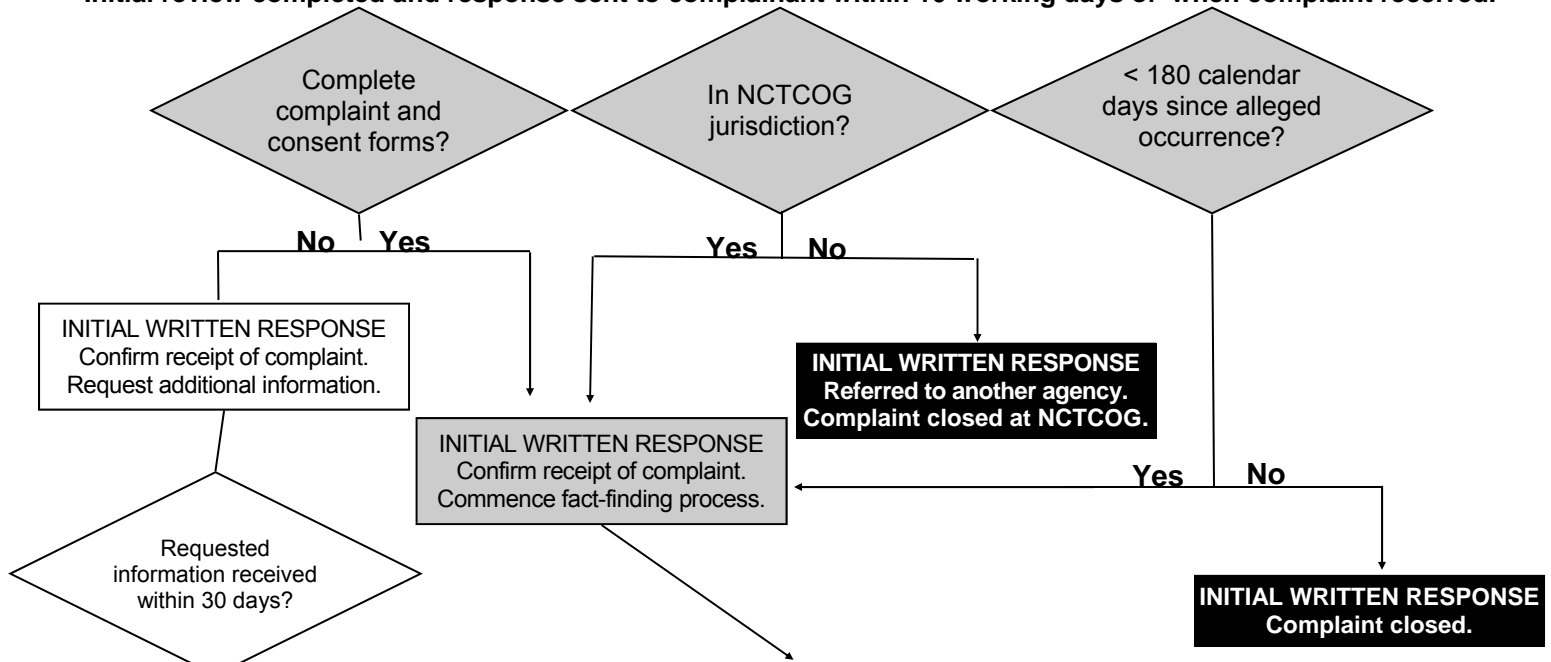 Initial review completed and response sent to complainant within 10 working days of when complaint received.
Complete
complaint and
consent forms?
In NCTCOG
jurisdiction?
< 180 calendar
days since alleged
occurrence?
No Yes
Yes No
INITIAL WRITTEN RESPONSE
Confirm receipt of complaint.
Request additional information.
INITIAL WRITTEN RESPONSE
Referred to another agency.
Complaint closed at NCTCOG.
INITIAL WRITTEN RESPONSE
Confirm receipt of complaint.
Commence fact-finding process.
Yes No
Requested
information received
within 30 days?
INITIAL WRITTEN RESPONSE
Complaint closed.